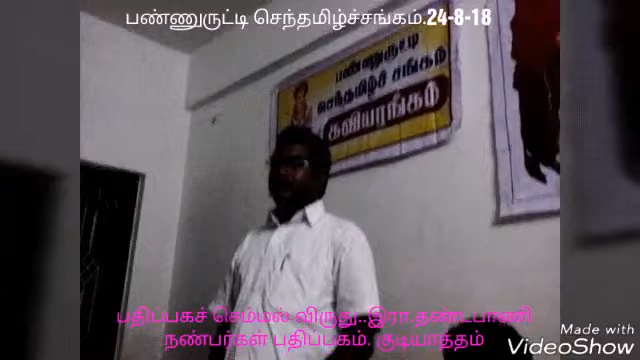 பண்ணுருட்டி செந்தமிழ்ச்சங்கம்.24-8-18
பண்ணுருட்டி
செந்தமிழ்ச் சங்கம்
கவியரங்கம்
பதிப்பகச் செம்மல் விருது..இரா.தண்டபாணி
நண்பர்கள் பதிபபகம். குடியாத்தம்
Made with
VideoShow